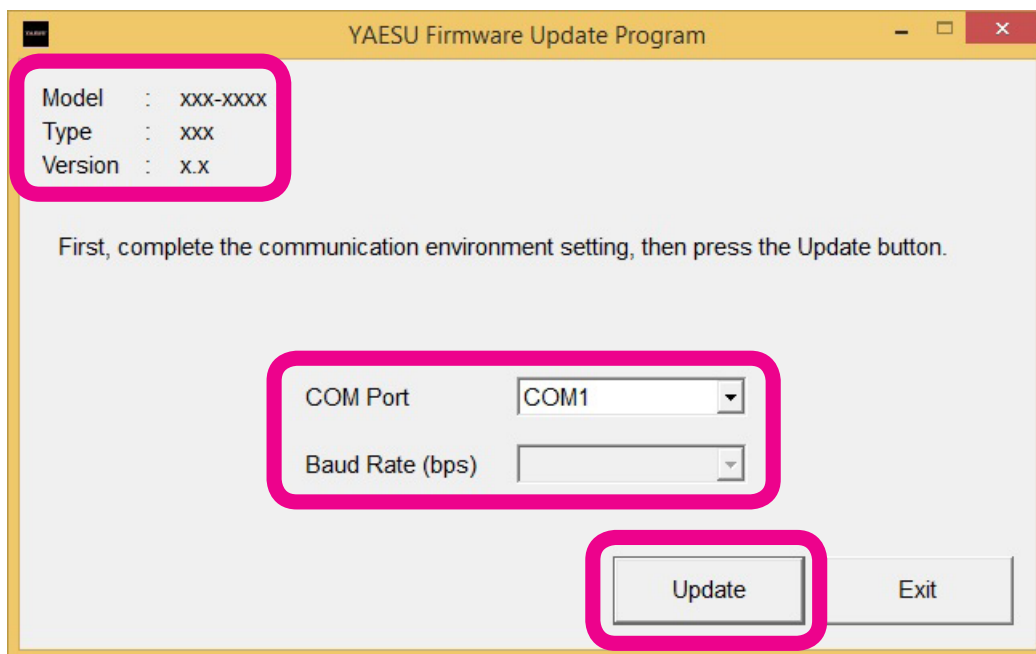 YAESU Firmware Update Program
Model : xxx-xxxx
Type : xxx
Version : x.x
First, complete the communication environment setting, then press the Update button.
COM Port COM1
Baud Rate (bps)
Update Exit